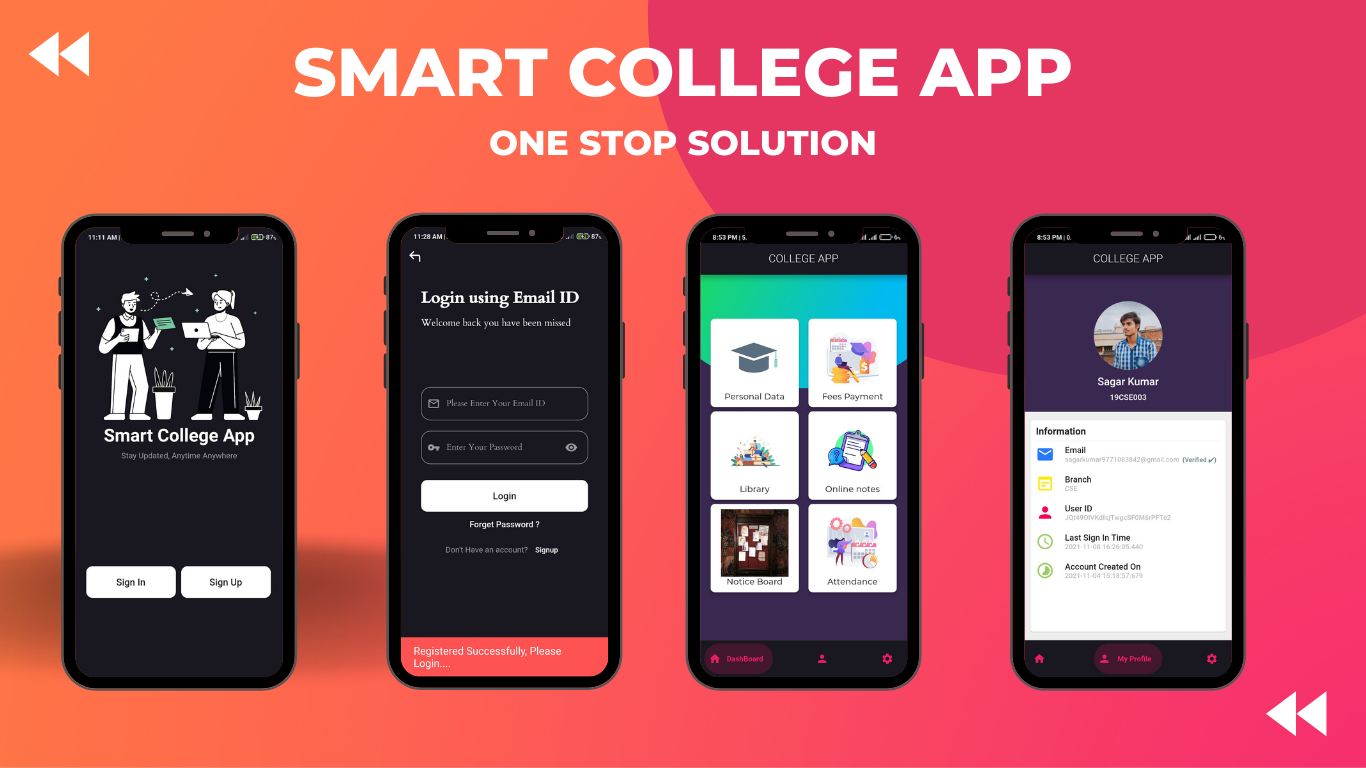 SMART COLLEGE APP
ONE STOP SOLUTION
11:11 AM |
87%
Smart College App
Stay Updated, Anytime Anywhere
Sign In
Sign Up
11:28 AM |
87%
Login using Email ID
Welcome back you have been missed
Please Enter Your Email ID
Enter Your Password
Login
Forget Password ?
Don't Have an account? Signup
Registered Successfully, Please
Login....
8:53 PM | 5.
6%
COLLEGE APP
Personal Data
Fees Payment
Library
Online notes
Notice Board
Attendance
DashBoard
8:53 PM | 0.
6%
COLLEGE APP
Sagar Kumar
19CSE003
Information
Email
sagarkumar9771083842@gmail.com (Verified ✔)
Branch
CSE
User ID
Last Sign In Time
2021-11-08 16:26:05.440
Account Created On
2021-11-04 15:18:57.679
My Profile